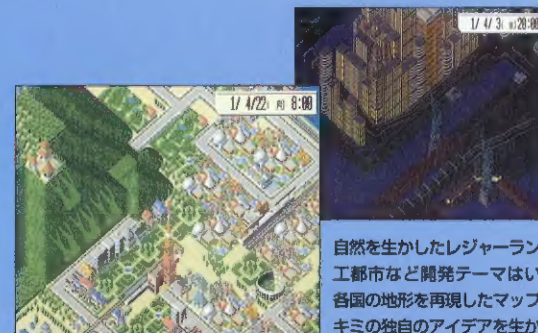 1/ 4/ 3( 水)20:00
1/ 4/22( 月) 8:00
自然を生かしたレジャーラン
工都市など開発テーマはい
各国の地形を再現したマップ
キミの独自のアイデアを生か